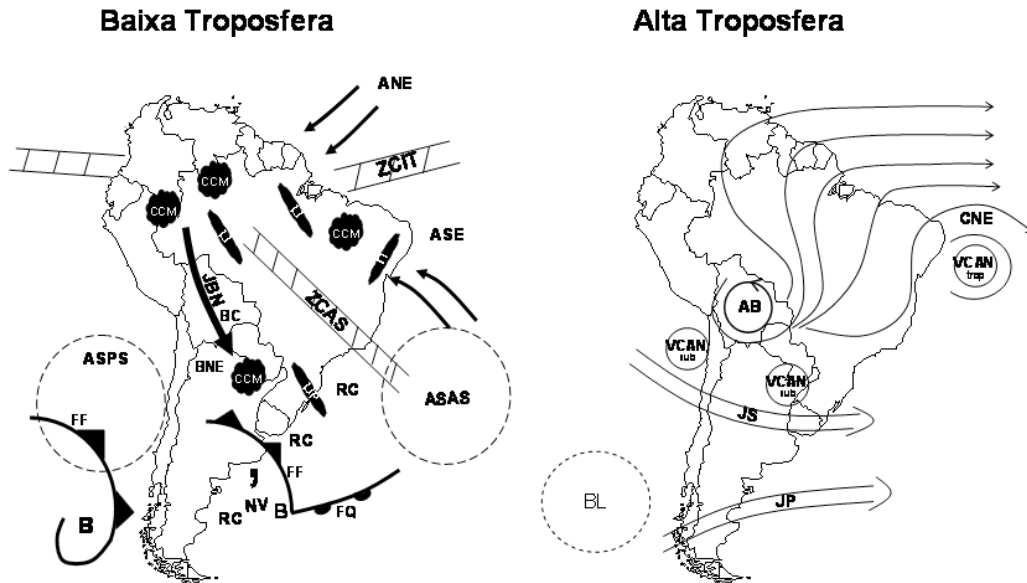 Baixa Troposfera
ANE
ZCIT
CCM
CCM
LI
CCM
LI
LI
ASE
JBN
ZCAS
BC
ASPS
BNE
CCM
LIP
RC
ASAS
FF
RC
FF
NV
B
RC
FQ
B
Alta Troposfera
CNE
VCAN
trop
AB
VCAN
sub
VCAN
sub
JS
BL
JP